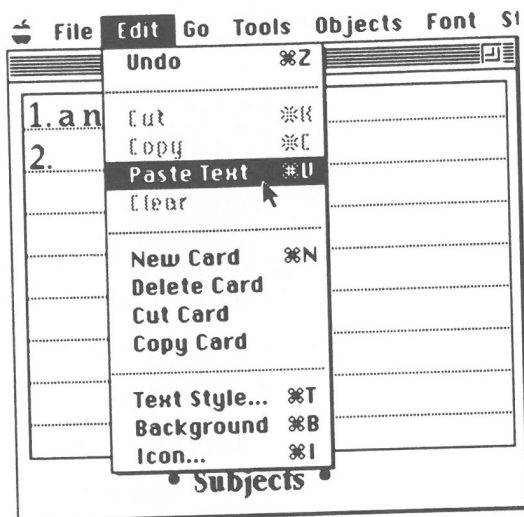 File Edit Go Tools Objects Font St
Undo ⌘Z
Cut ⌘X
Copy ⌘C
Paste Text ⌘V
Clear
New Card ⌘N
Delete Card
Cut Card
Copy Card
Text Style... ⌘T
Background ⌘B
Icon... ⌘I
1. an
2.
• Subjects •